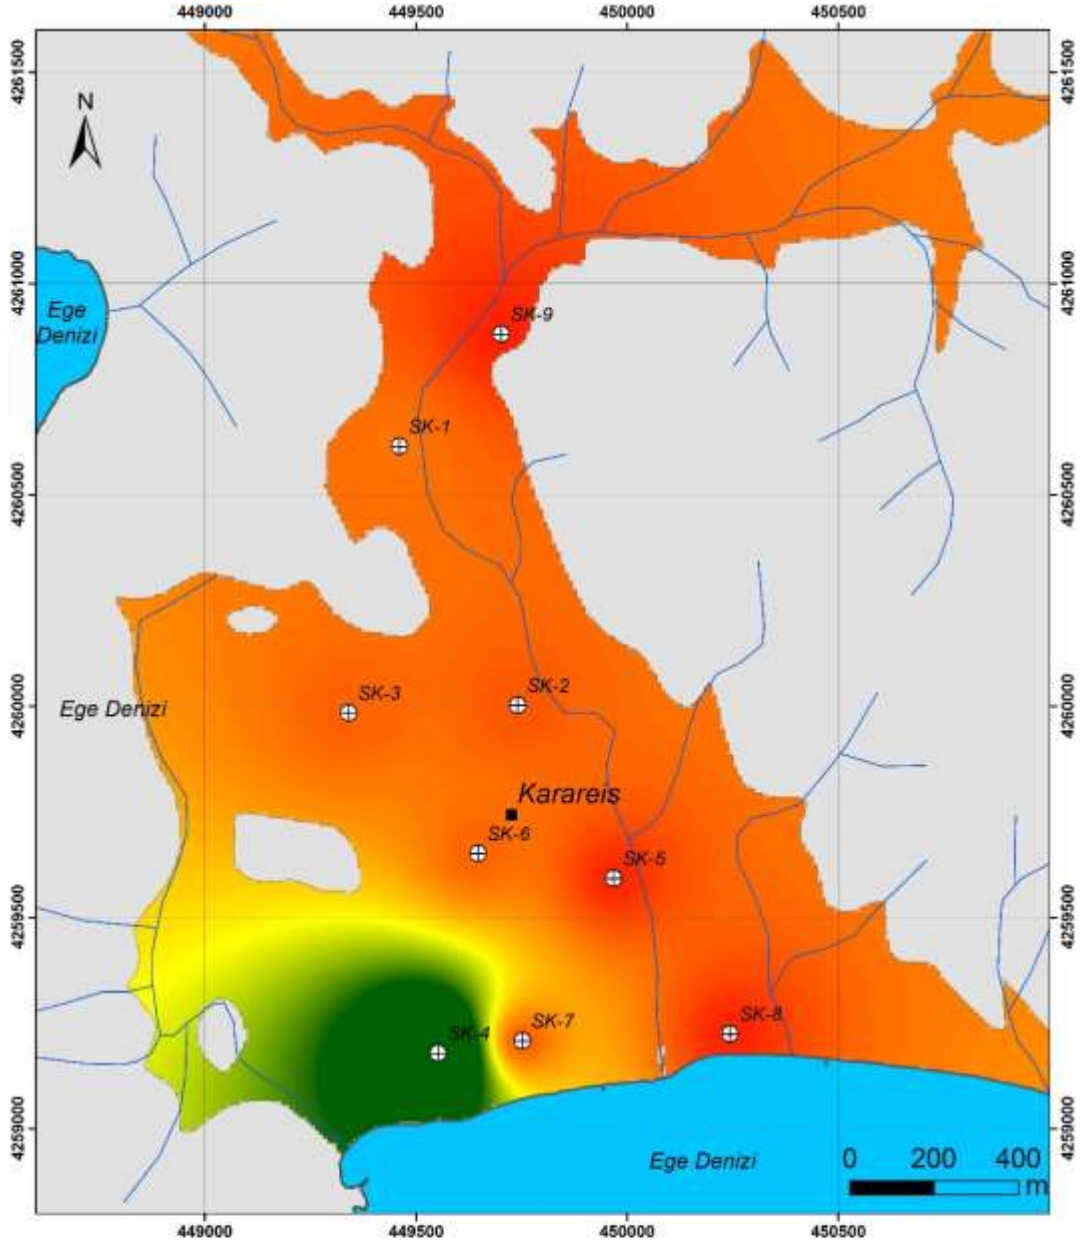 449000 449500 450000 450500
4261500 4261500
N
4261000 4261000
Ege
Denizi
SK-9
SK-1
4260500 4260500
SK-3
SK-2
Ege Denizi
4260000 4260000
Karareis
SK-6
SK-5
4259500 4259500
SK-4
SK-7
SK-8
4259000 4259000
Ege Denizi
0 200 400
m
449000 449500 450000 450500